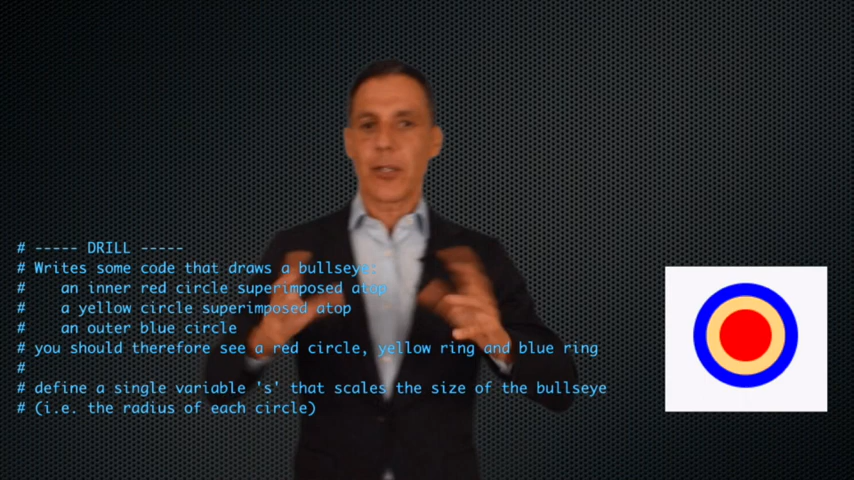 # ----- DRILL -----
# Writes some code that draws a bullseye:
#    an inner red circle superimposed atop
#    a yellow circle superimposed atop
#    an outer blue circle
# you should therefore see a red circle, yellow ring and blue ring
#
# define a single variable 's' that scales the size of the bullseye
# (i.e. the radius of each circle)